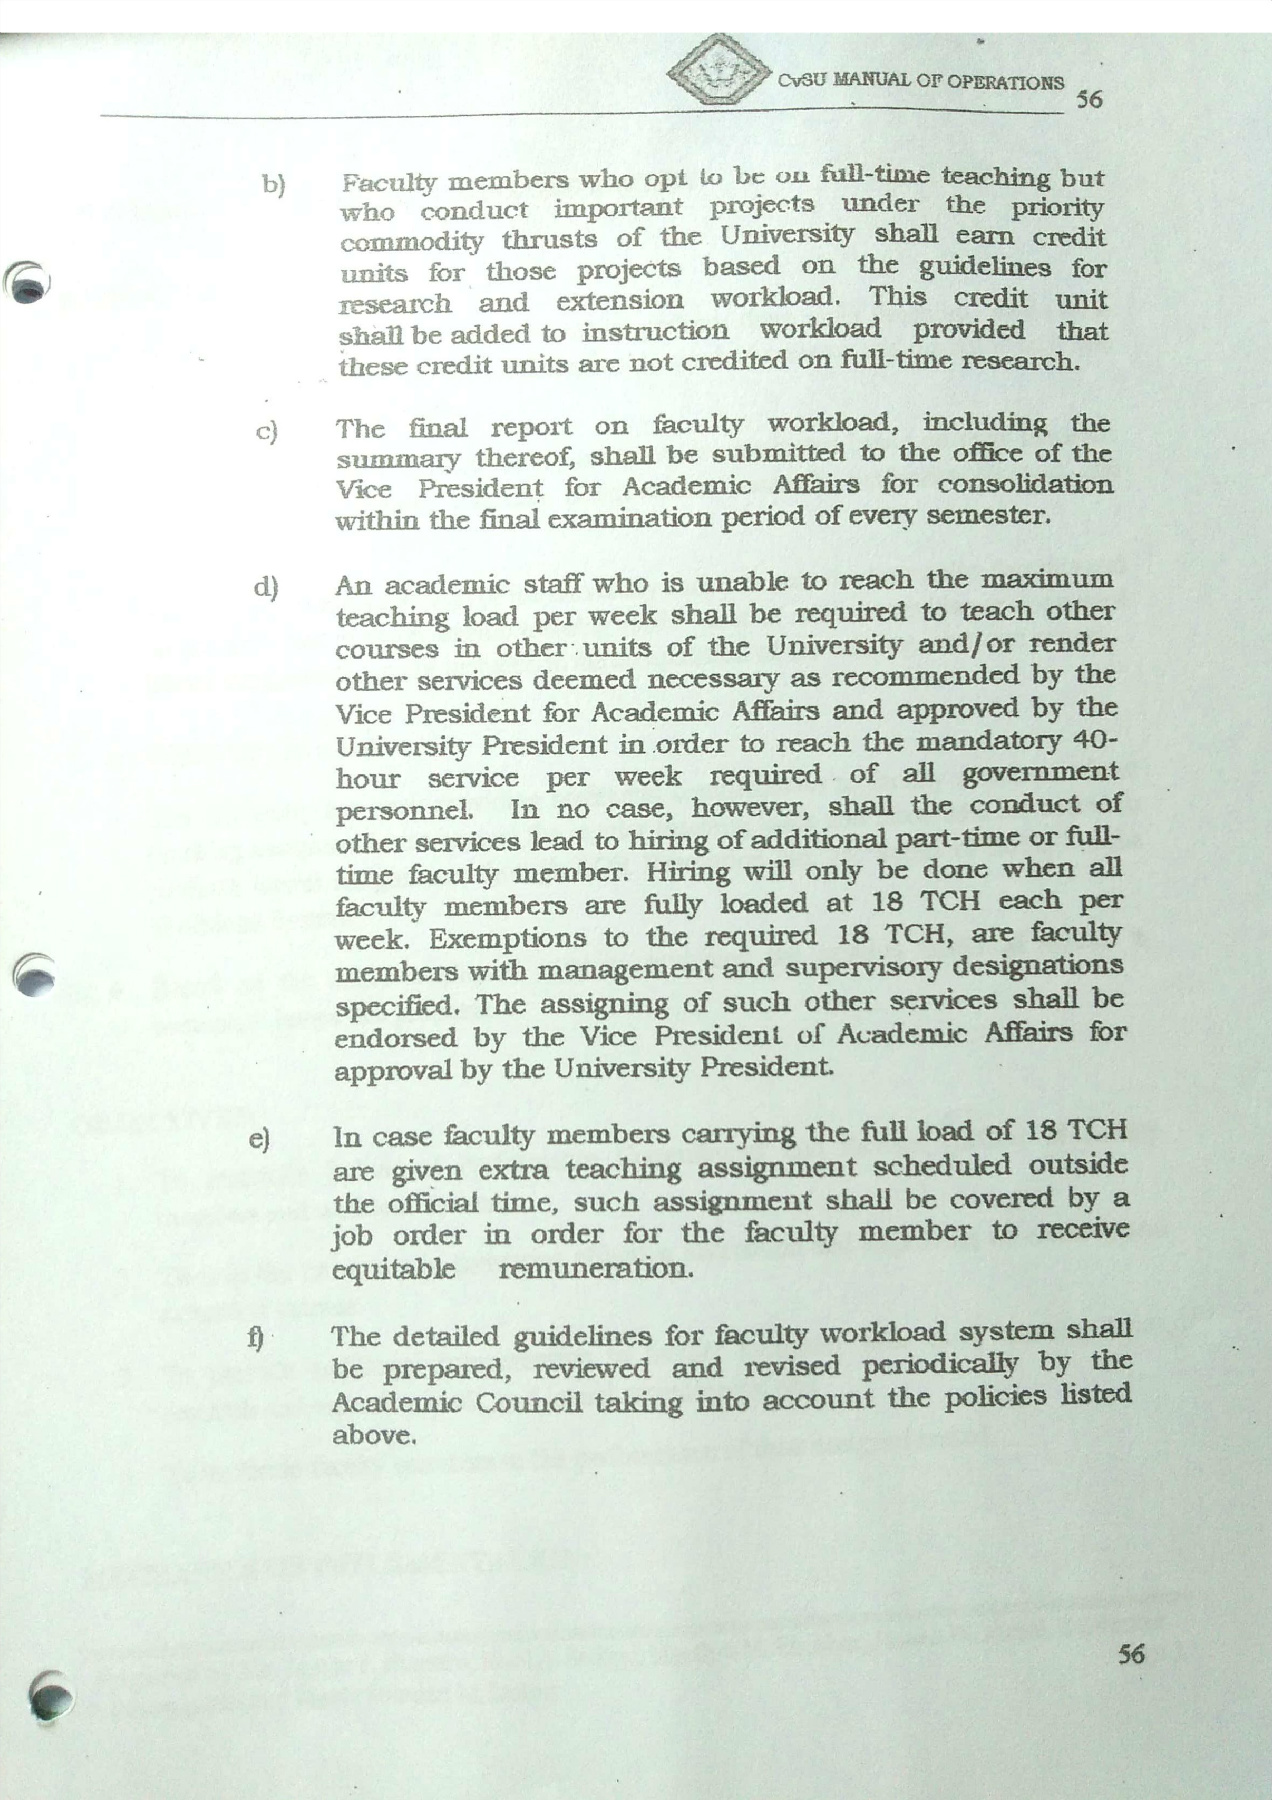 CvSU MANUAL OF OPERATIONS
56
b) Faculty members who opt to be on full-time teaching but
who conduct important projects under the priority
commodity thrusts of the University shall earn credit
units for those projects based on the guidelines for
research and extension workload. This credit unit
shall be added to instruction workload provided that
these credit units are not credited on full-time research.
c) The final report on faculty workload, including the
summary thereof, shall be submitted to the office of the
Vice President for Academic Affairs for consolidation
within the final examination period of every semester.
d) An academic staff who is unable to reach the maximum
teaching load per week shall be required to teach other
courses in other units of the University and/or render
other services deemed necessary as recommended by the
Vice President for Academic Affairs and approved by the
University President in order to reach the mandatory 40-
hour service per week required of all government
personnel. In no case, however, shall the conduct of
other services lead to hiring of additional part-time or full-
time faculty member. Hiring will only be done when all
faculty members are fully loaded at 18 TCH each per
week. Exemptions to the required 18 TCH, are faculty
members with management and supervisory designations
specified. The assigning of such other services shall be
endorsed by the Vice President of Academic Affairs for
approval by the University President.
e) In case faculty members carrying the full load of 18 TCH
are given extra teaching assignment scheduled outside
the official time, such assignment shall be covered by a
job order in order for the faculty member to receive
equitable remuneration.
f) The detailed guidelines for faculty workload system shall
be prepared, reviewed and revised periodically by the
Academic Council taking into account the policies listed
above.
56